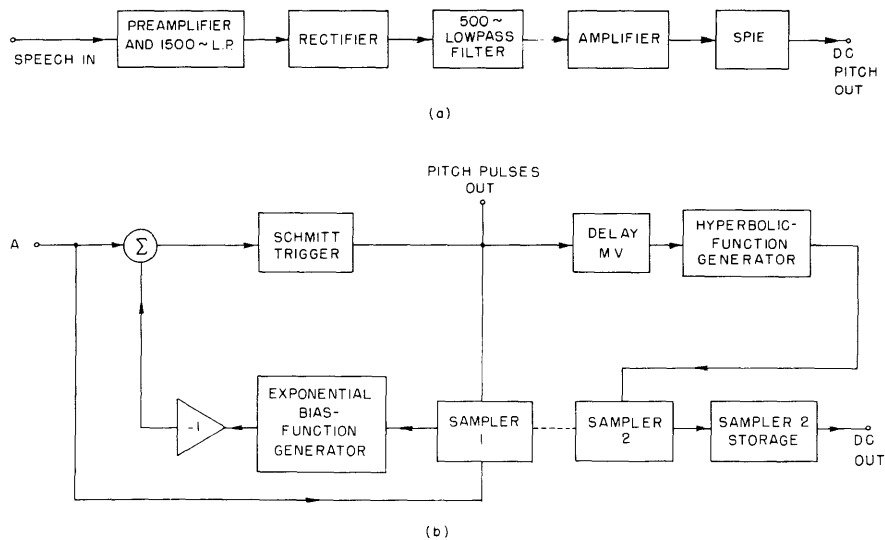 SPEECH IN
PREAMPLIFIER
AND 1500~ L.P.
RECTIFIER
500~
LOWPASS
FILTER
AMPLIFIER
SPIE
DC
PITCH
OUT
(a)
PITCH PULSES
OUT
A
Σ
SCHMITT
TRIGGER
DELAY
MV
HYPERBOLIC-
FUNCTION
GENERATOR
-1
EXPONENTIAL
BIAS-
FUNCTION
GENERATOR
SAMPLER
1
SAMPLER
2
SAMPLER 2
STORAGE
DC
OUT
(b)